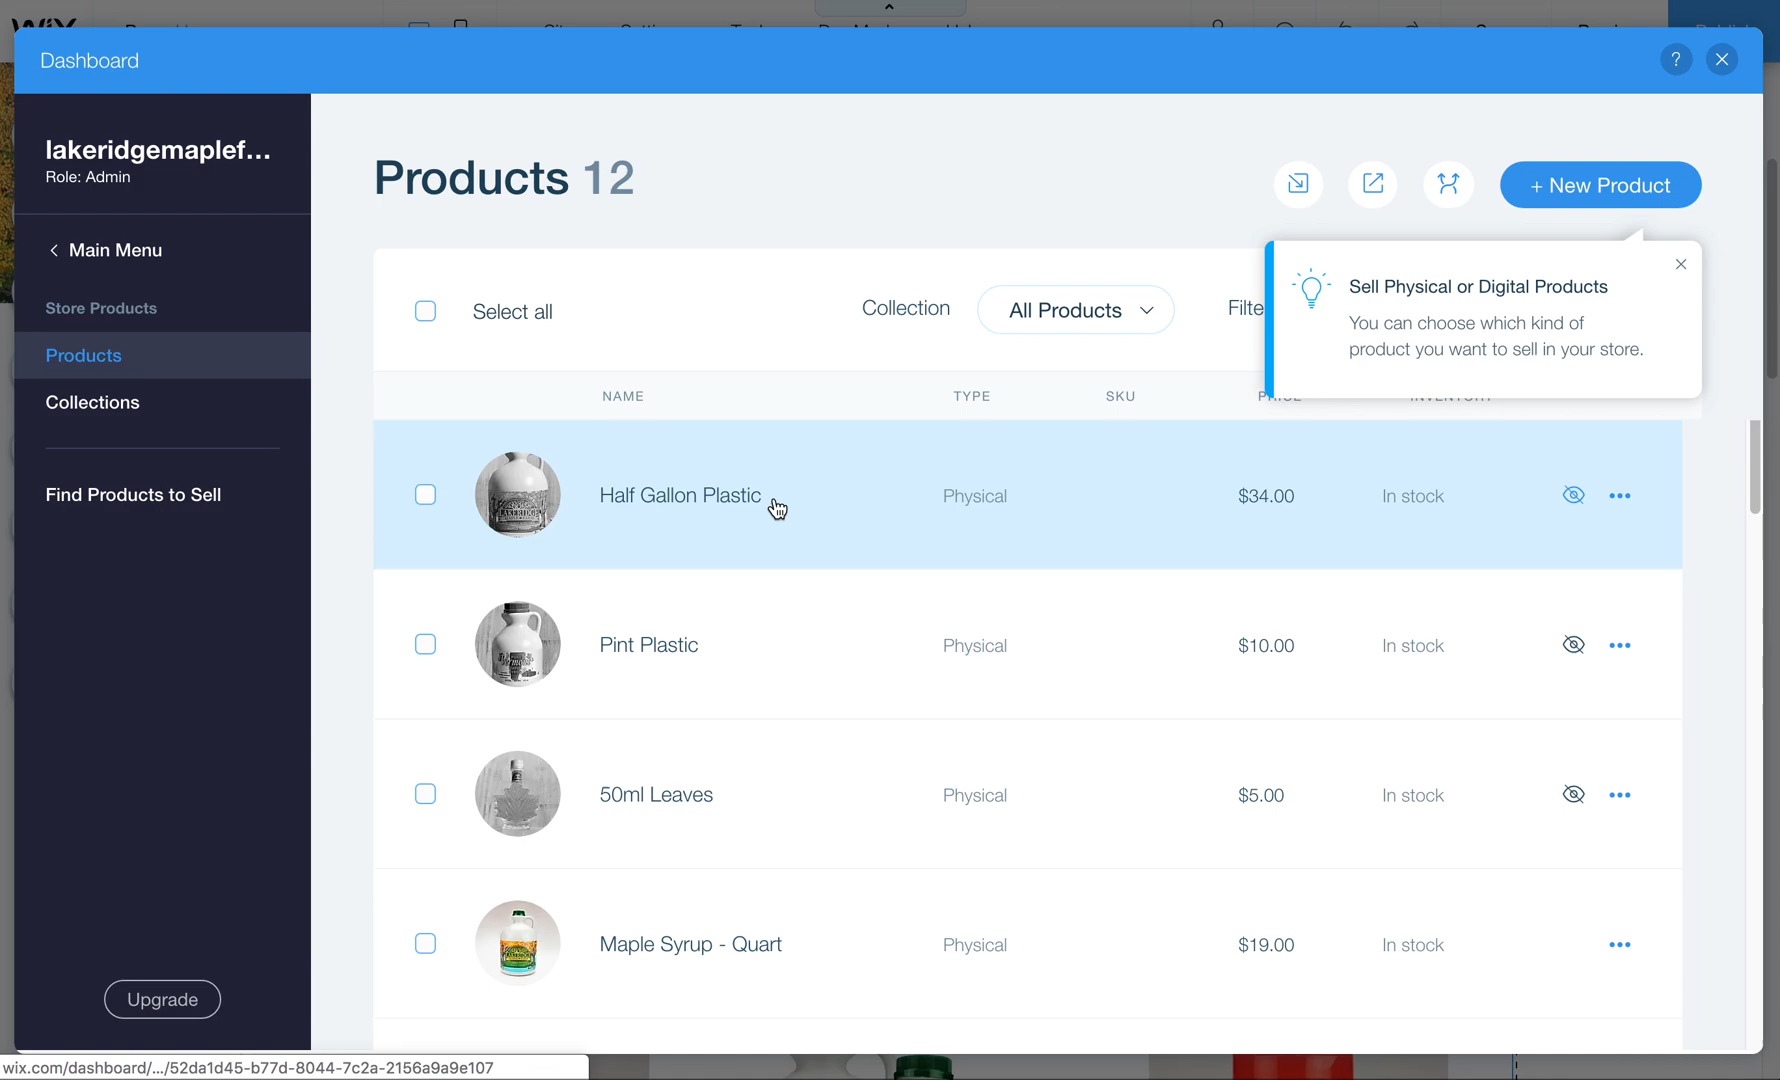 WiX
Dashboard
?
lakeridgemaplef...
Role: Admin
Main Menu
Store Products
Products
Collections
Find Products to Sell
Upgrade
Products 12
+ New Product
Select all
Collection
All Products
Filte
Sell Physical or Digital Products
You can choose which kind of
product you want to sell in your store.
NAME TYPE SKU PRICE INVENTORY
Half Gallon Plastic Physical $34.00 In stock
Pint Plastic Physical $10.00 In stock
50ml Leaves Physical $5.00 In stock
Maple Syrup - Quart Physical $19.00 In stock
wix.com/dashboard/.../52da1d45-b77d-8044-7c2a-2156a9a9e107